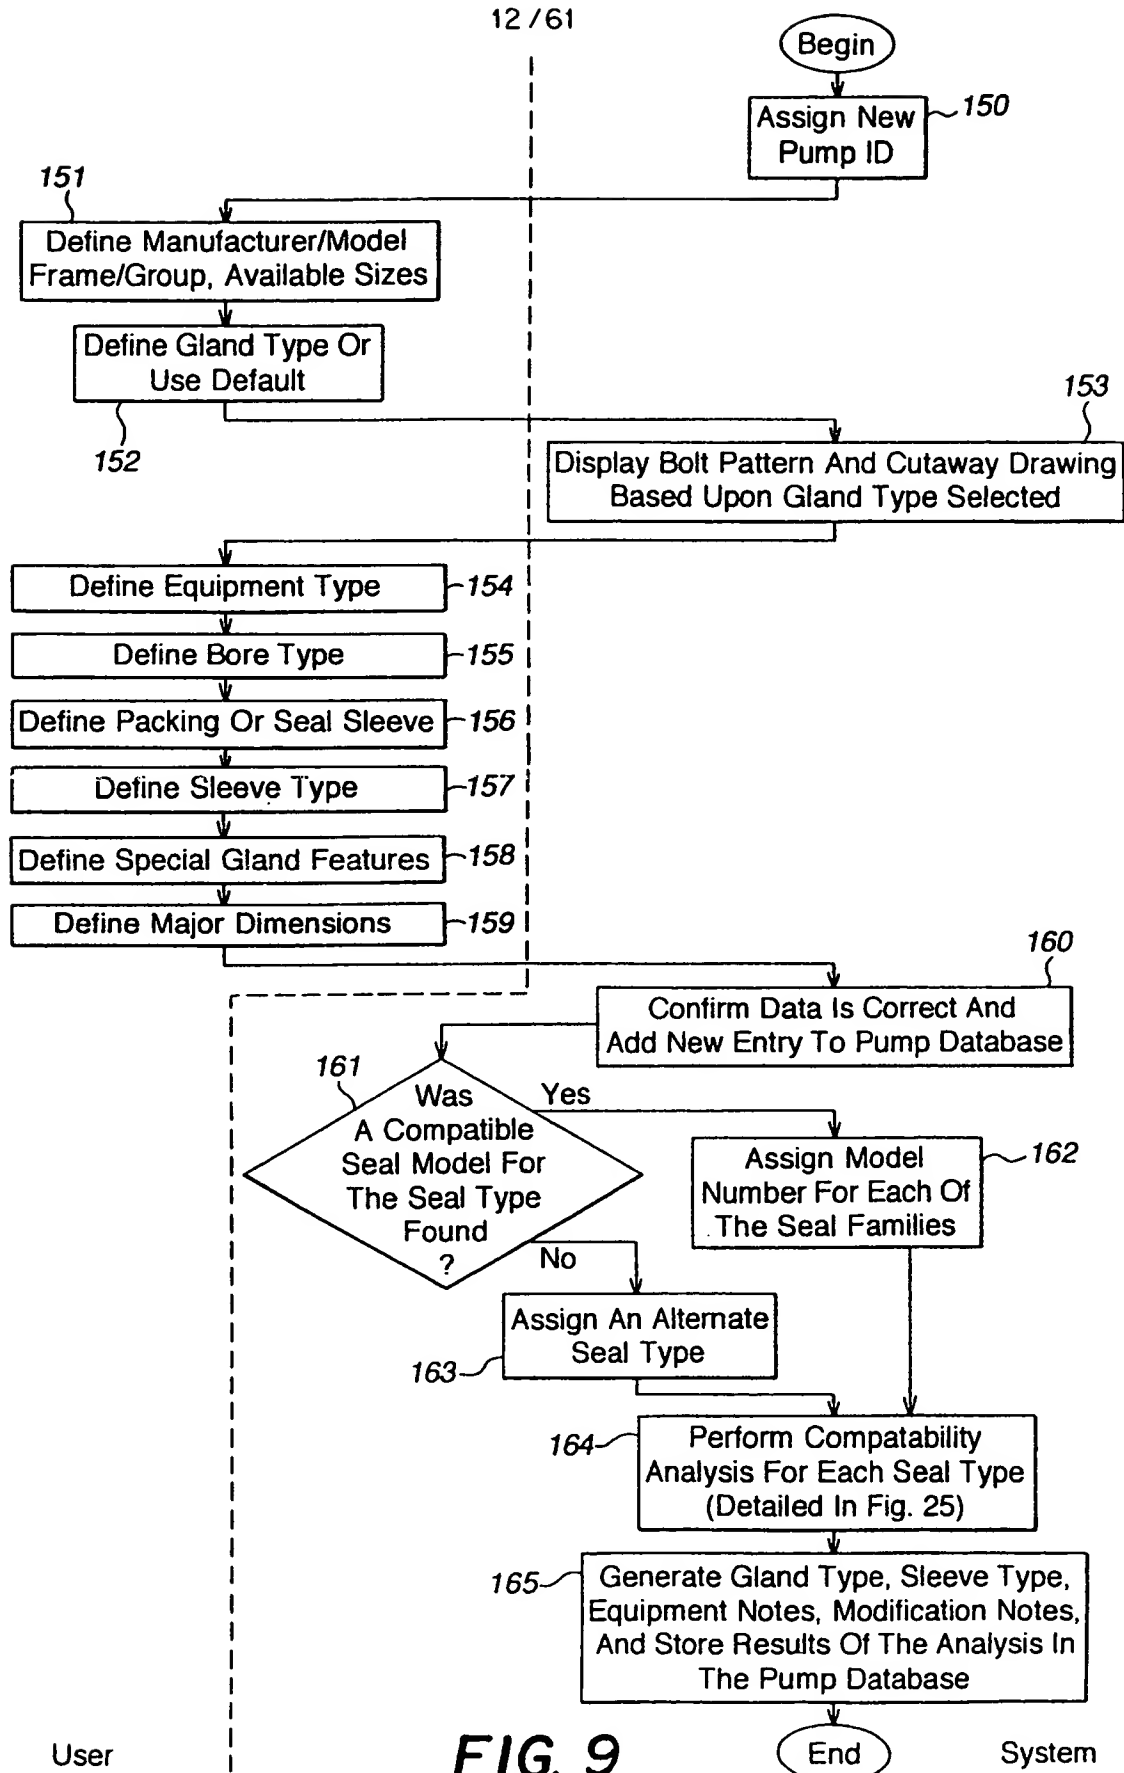 12/61
Begin
Assign New
Pump ID
150
151
Define Manufacturer/Model
Frame/Group, Available Sizes
Define Gland Type Or
Use Default
152
153
Display Bolt Pattern And Cutaway Drawing
Based Upon Gland Type Selected
Define Equipment Type
154
Define Bore Type
155
Define Packing Or Seal Sleeve
156
Define Sleeve Type
157
Define Special Gland Features
158
Define Major Dimensions
159
160
Confirm Data Is Correct And
Add New Entry To Pump Database
161
Was
A Compatible
Seal Model For
The Seal Type
Found
?
Yes
Assign Model
Number For Each Of
The Seal Families
162
No
Assign An Alternate
Seal Type
163
164
Perform Compatability
Analysis For Each Seal Type
(Detailed In Fig. 25)
165
Generate Gland Type, Sleeve Type,
Equipment Notes, Modification Notes,
And Store Results Of The Analysis In
The Pump Database
User
FIG. 9
End
System